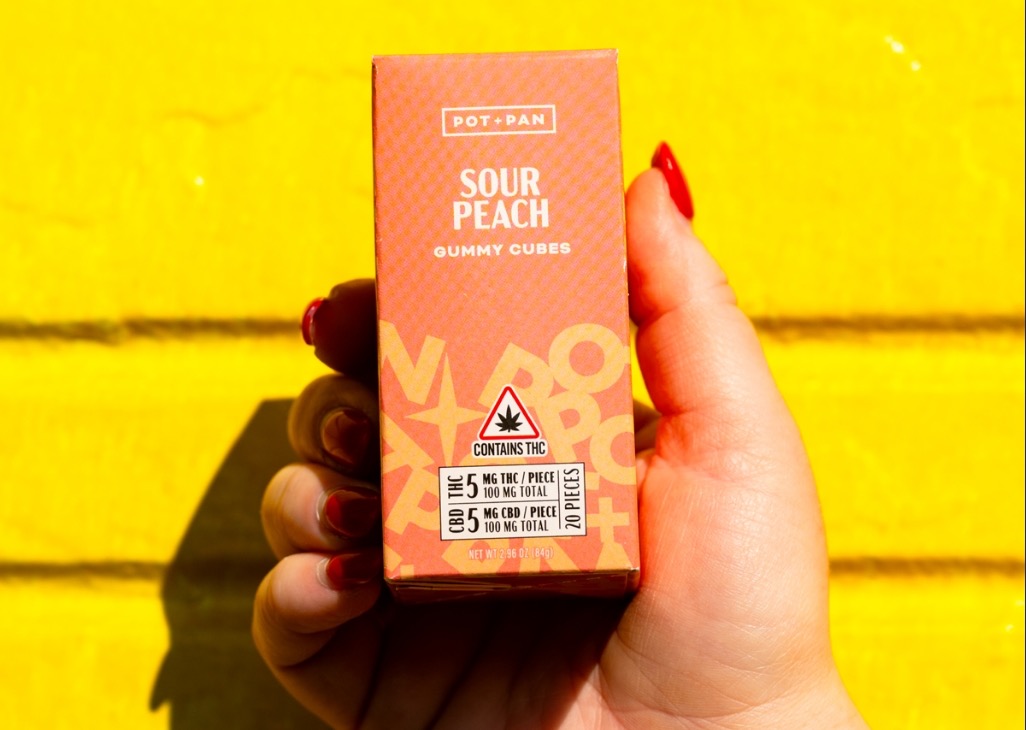 POT+PAN
SOUR
PEACH
GUMMY CUBES
CONTAINS THC
THC 5 MG THC / PIECE
100 MG TOTAL
CBD 5 MG CBD / PIECE
100 MG TOTAL
20 PIECES
NET WT 2.96 OZ (84g)